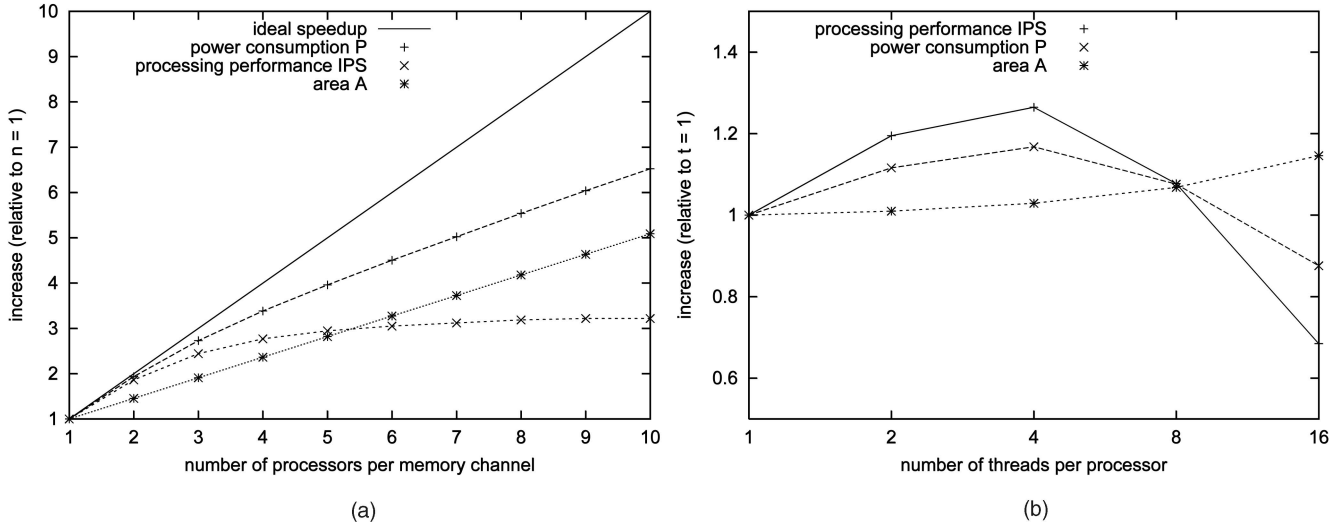 ideal speedup
power consumption P
processing performance IPS
area A
10
9
8
7
6
5
4
3
2
1
increase (relative to n = 1)
1 2 3 4 5 6 7 8 9 10
number of processors per memory channel
(a)
processing performance IPS
power consumption P
area A
1.4
1.2
1
0.8
0.6
increase (relative to t = 1)
1 2 4 8 16
number of threads per processor
(b)